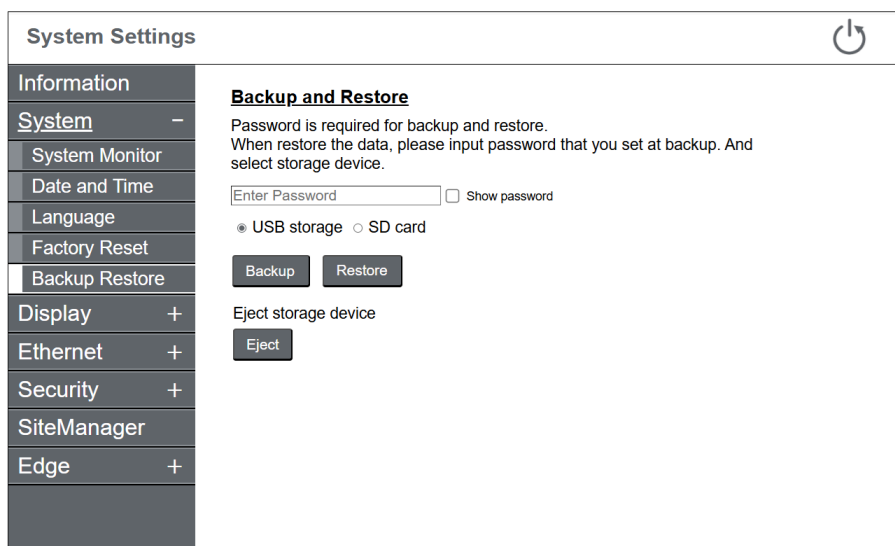 System Settings
Information
System −
System Monitor
Date and Time
Language
Factory Reset
Backup Restore
Display +
Ethernet +
Security +
SiteManager
Edge +
Backup and Restore
Password is required for backup and restore.
When restore the data, please input password that you set at backup. And
select storage device.
Enter Password Show password
USB storage SD card
Backup Restore
Eject storage device
Eject